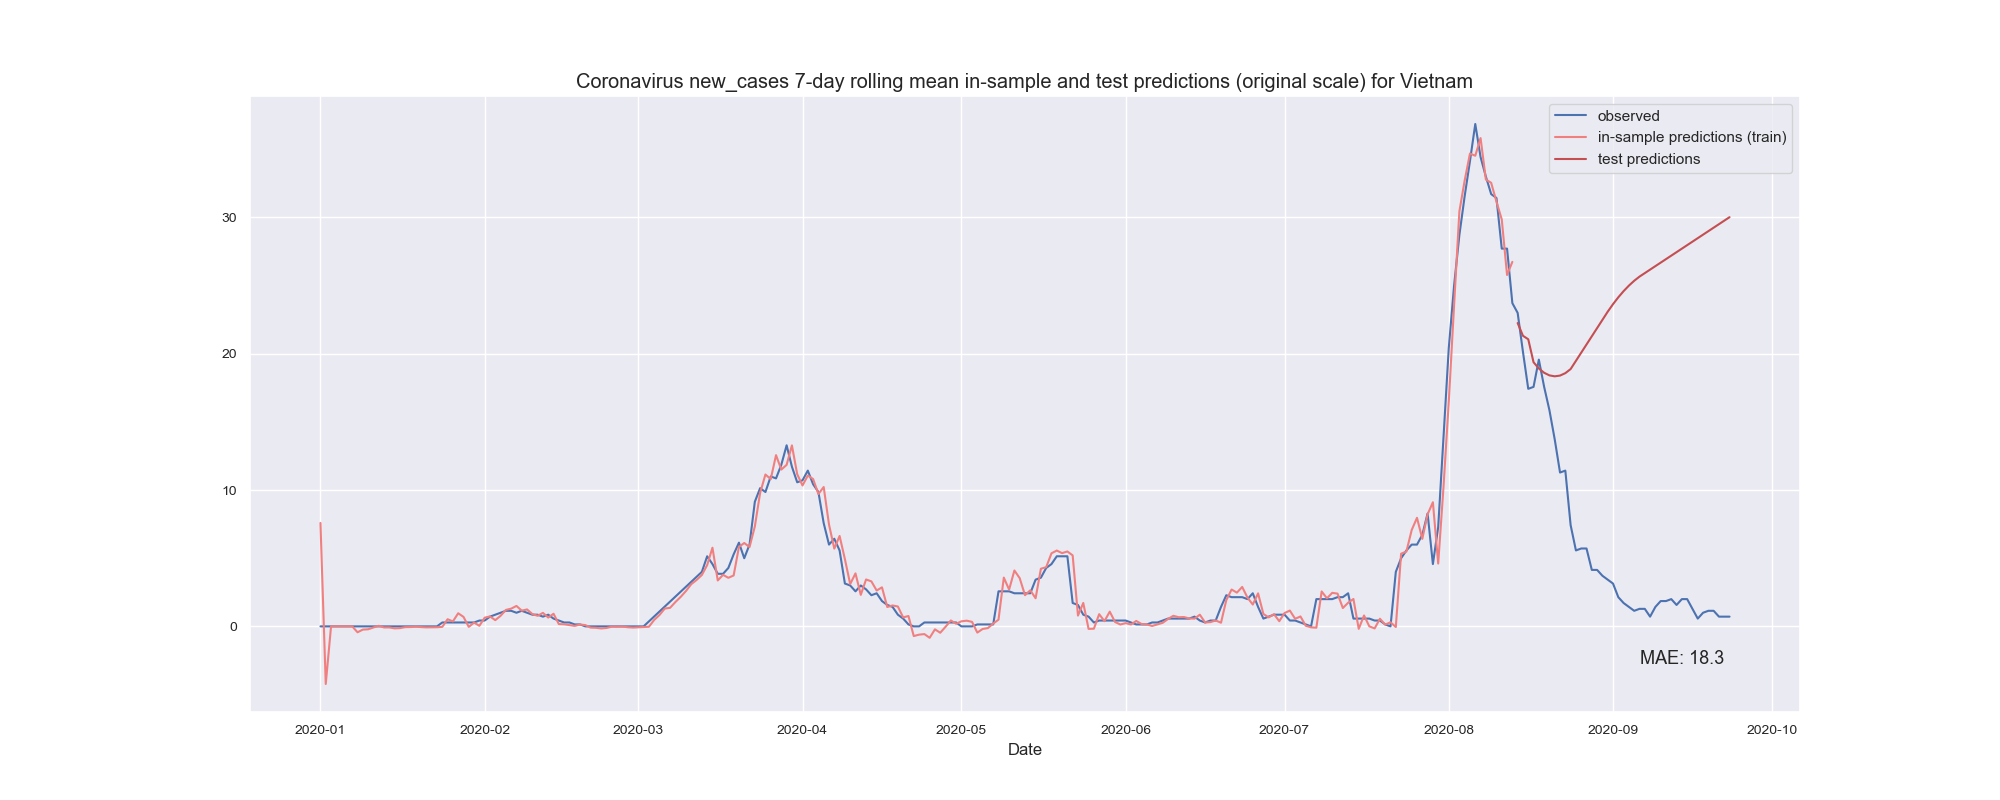 Coronavirus new_cases 7-day rolling mean in-sample and test predictions (original scale) for Vietnam
observed
in-sample predictions (train)
test predictions
30
20
10
0
MAE: 18.3
2020-01 2020-02 2020-03 2020-04 2020-05 2020-06 2020-07 2020-08 2020-09 2020-10
Date